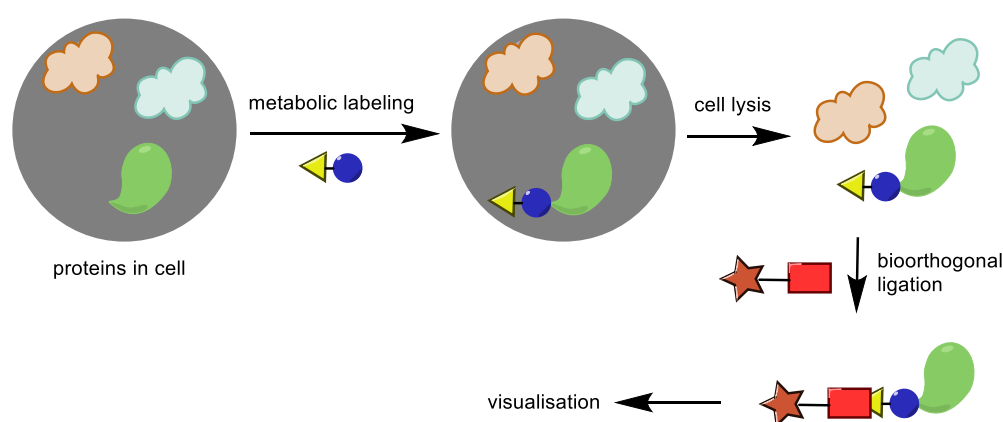 metabolic labeling
cell lysis
proteins in cell
bioorthogonal
ligation
visualisation